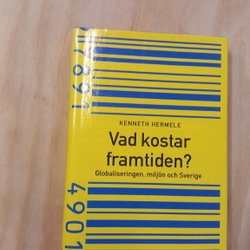 KENNETH HERMELE
Vad kostar
framtiden?
Globaliseringen, miljön och Sverige